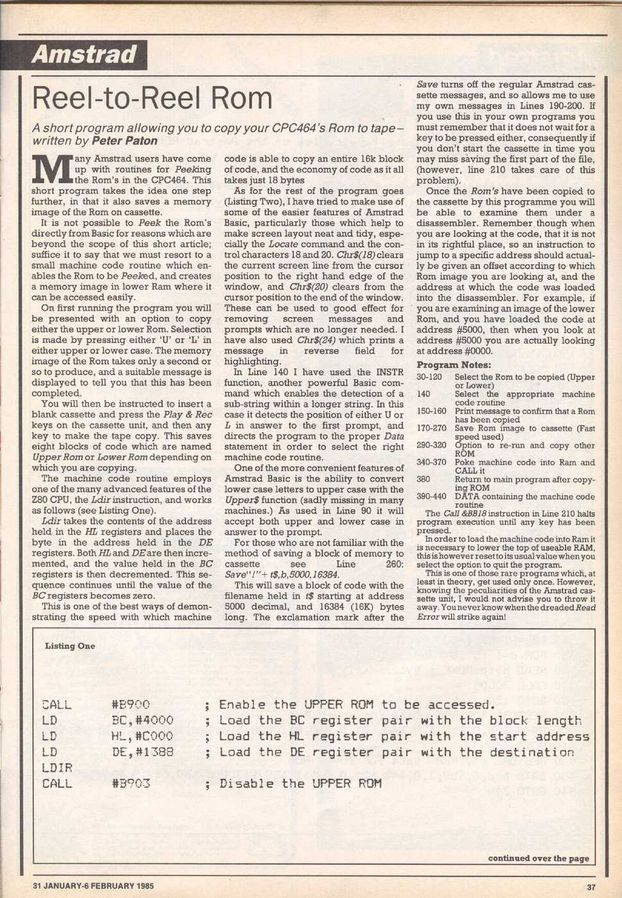 Amstrad
Reel-to-Reel Rom
A short program allowing you to copy your CPC464's Rom to tape –
written by Peter Paton
Many Amstrad users have come
up with routines for Peeking
the Rom's in the CPC464. This
short program takes the idea one step
further, in that it also saves a memory
image of the Rom on cassette.
It is not possible to Peek the Rom's
directly from Basic for reasons which are
beyond the scope of this short article;
suffice it to say that we must resort to a
small machine code routine which en-
ables the Rom to be Peeked, and creates
a memory image in lower Ram where it
can be accessed easily.
On first running the program you will
be presented with an option to copy
either the upper or lower Rom. Selection
is made by pressing either 'U' or 'L' in
either upper or lower case. The memory
image of the Rom takes only a second or
so to produce, and a suitable message is
displayed to tell you that this has been
completed.
You will then be instructed to insert a
blank cassette and press the Play & Rec
keys on the cassette unit, and then any
key to make the tape copy. This saves
eight blocks of code which are named
Upper Rom or Lower Rom depending on
which you are copying.
The machine code routine employs
one of the many advanced features of the
Z80 CPU, the Ldir instruction, and works
as follows (see Listing One).
Ldir takes the contents of the address
held in the HL registers and places the
byte in the address held in the DE
registers. Both HL and DE are then incre-
mented, and the value held in the BC
registers is then decremented. This se-
quence continues until the value of the
BC registers becomes zero.
This is one of the best ways of demon-
strating the speed with which machine
code is able to copy an entire 16k block
of code, and the economy of code as it all
takes just 18 bytes
As for the rest of the program goes
(Listing Two), I have tried to make use of
some of the easier features of Amstrad
Basic, particularly those which help to
make screen layout neat and tidy, espe-
cially the Locate command and the con-
trol characters 18 and 20. Chr$(18) clears
the current screen line from the cursor
position to the right hand edge of the
window, and Chr$(20) clears from the
cursor position to the end of the window.
These can be used to good effect for
removing screen messages and
prompts which are no longer needed. I
have also used Chr$(24) which prints a
message in reverse field for
highlighting.
In Line 140 I have used the INSTR
function, another powerful Basic com-
mand which enables the detection of a
sub-string within a longer string. In this
case it detects the position of either U or
L in answer to the first prompt, and
directs the program to the proper Data
statement in order to select the right
machine code routine.
One of the more convenient features of
Amstrad Basic is the ability to convert
lower case letters to upper case with the
Upper$ function (sadly missing in many
machines.) As used in Line 90 it will
accept both upper and lower case in
answer to the prompt.
For those who are not familiar with the
method of saving a block of memory to
cassette see Line 260:
Save"!"+ t$,b,5000,16384.
This will save a block of code with the
filename held in t$ starting at address
5000 decimal, and 16384 (16K) bytes
long. The exclamation mark after the
Save turns off the regular Amstrad cas-
sette messages, and so allows me to use
my own messages in Lines 190-200. If
you use this in your own programs you
must remember that it does not wait for a
key to be pressed either, consequently if
you don't start the cassette in time you
may miss saving the first part of the file,
(however, line 210 takes care of this
problem).
Once the Rom's have been copied to
the cassette by this programme you will
be able to examine them under a
disassembler. Remember though when
you are looking at the code, that it is not
in its rightful place, so an instruction to
jump to a specific address should actual-
ly be given an offset according to which
Rom image you are looking at, and the
address at which the code was loaded
into the disassembler. For example, if
you are examining an image of the lower
Rom, and you have loaded the code at
address #5000, then when you look at
address #5000 you are actually looking
at address #0000.
Program Notes:
30-120 Select the Rom to be copied (Upper
or Lower)
140 Select the appropriate machine
code routine
150-160 Print message to confirm that a Rom
has been copied
170-270 Save Rom image to cassette (Fast
speed used)
290-320 Option to re-run and copy other
ROM
340-370 Poke machine code into Ram and
CALL it
380 Return to main program after copy-
ing ROM
390-440 DATA containing the machine code
routine
The Call &BB18 instruction in Line 210 halts
program execution until any key has been
pressed.
In order to load the machine code into Ram it
is necessary to lower the top of useable RAM,
this is however reset to its usual value when you
select the option to quit the program.
This is one of those rare programs which, at
least in theory, get used only once. However,
knowing the peculiarities of the Amstrad cas-
sette unit, I would not advise you to throw it
away. You never know when the dreaded Read
Error will strike again!
Listing One
CALL #B900 ; Enable the UPPER ROM to be accessed.
LD BC,#4000 ; Load the BC register pair with the block length
LD HL,#C000 ; Load the HL register pair with the start address
LD DE,#1388 ; Load the DE register pair with the destination
LDIR
CALL #B903 ; Disable the UPPER ROM
continued over the page
31 JANUARY-6 FEBRUARY 1985
37